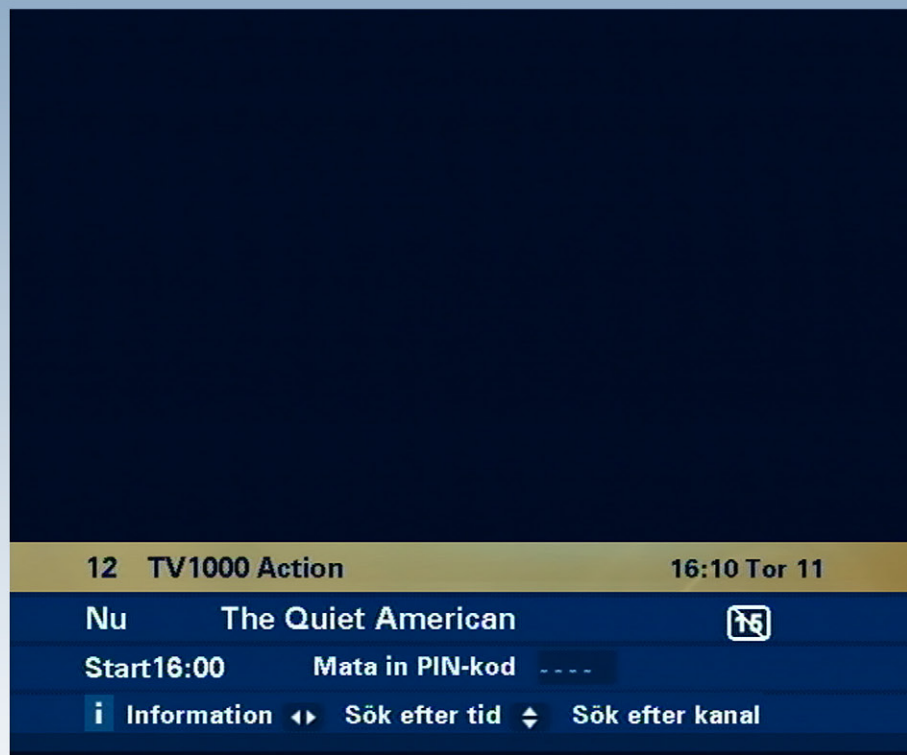 12 TV1000 Action 16:10 Tor 11
Nu The Quiet American 15
Start16:00 Mata in PIN-kod ----
i Information Sök efter tid Sök efter kanal